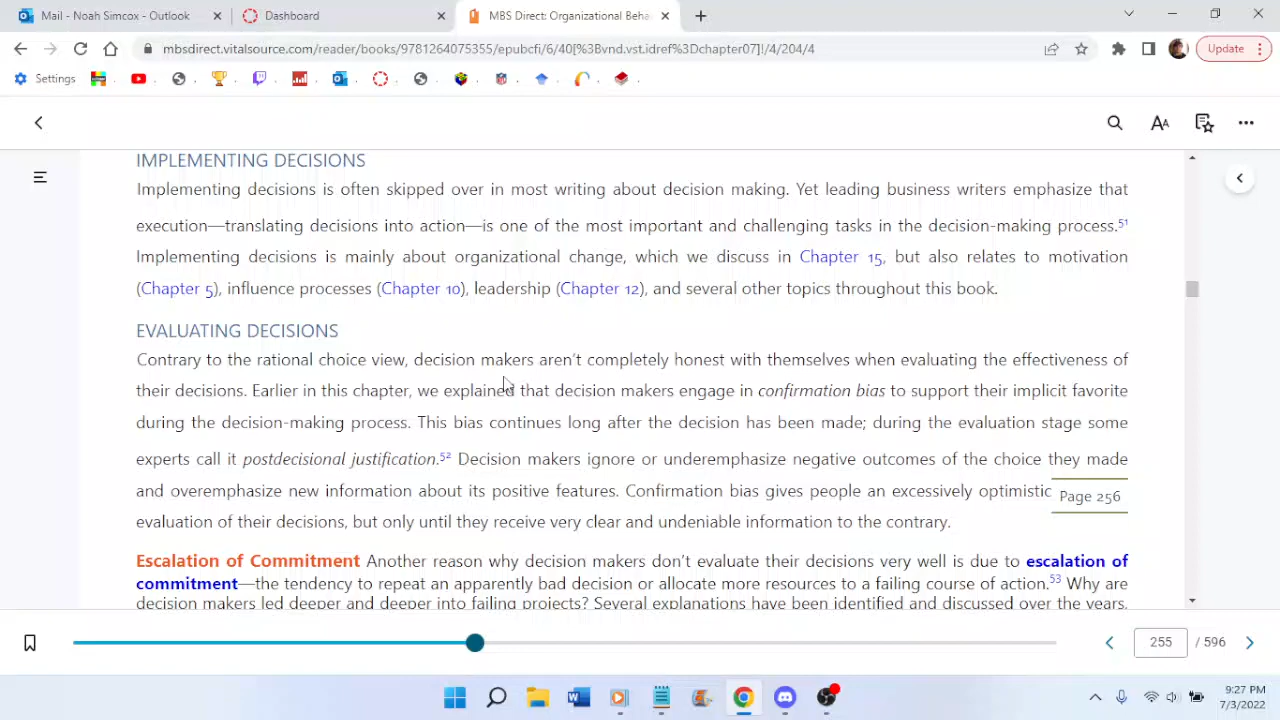 Mail - Noah Simcox - Outlook
Dashboard
MBS Direct: Organizational Beha
mbsdirect.vitalsource.com/reader/books/9781264075355/epubcfi/6/40[%3Bvnd.vst.idref%3Dchapter07]!/4/204/4
Update
Settings
IMPLEMENTING DECISIONS
Implementing decisions is often skipped over in most writing about decision making. Yet leading business writers emphasize that
execution—translating decisions into action—is one of the most important and challenging tasks in the decision-making process.51
Implementing decisions is mainly about organizational change, which we discuss in Chapter 15, but also relates to motivation
(Chapter 5), influence processes (Chapter 10), leadership (Chapter 12), and several other topics throughout this book.
EVALUATING DECISIONS
Contrary to the rational choice view, decision makers aren't completely honest with themselves when evaluating the effectiveness of
their decisions. Earlier in this chapter, we explained that decision makers engage in confirmation bias to support their implicit favorite
during the decision-making process. This bias continues long after the decision has been made; during the evaluation stage some
experts call it postdecisional justification.52 Decision makers ignore or underemphasize negative outcomes of the choice they made
and overemphasize new information about its positive features. Confirmation bias gives people an excessively optimistic
Page 256
evaluation of their decisions, but only until they receive very clear and undeniable information to the contrary.
Escalation of Commitment Another reason why decision makers don't evaluate their decisions very well is due to escalation of
commitment—the tendency to repeat an apparently bad decision or allocate more resources to a failing course of action.53 Why are
decision makers led deeper and deeper into failing projects? Several explanations have been identified and discussed over the years,
255 / 596
9:27 PM
7/3/2022